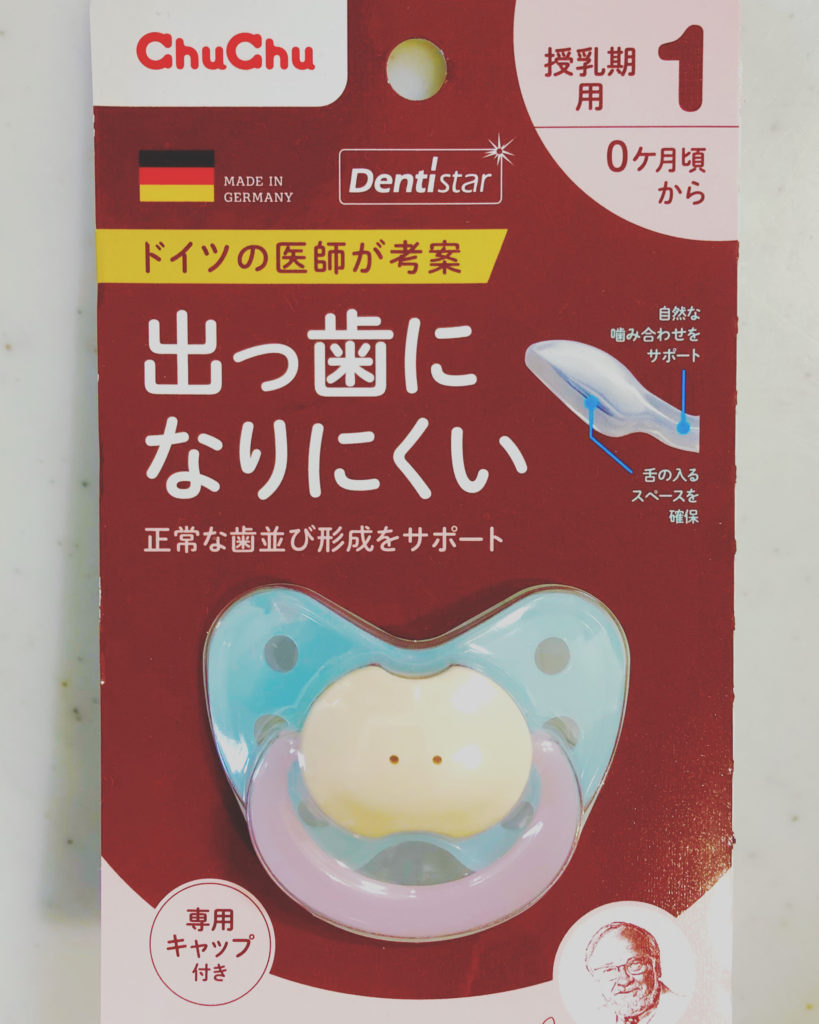 ChuChu
授乳期
用
1
0ケ月頃
から
MADE IN
GERMANY
Dentistar
ドイツの医師が考案
出っ歯に
なりにくい
正常な歯並び形成をサポート
自然な
噛み合わせを
サポート
舌の入る
スペースを
確保
専用
キャップ
付き